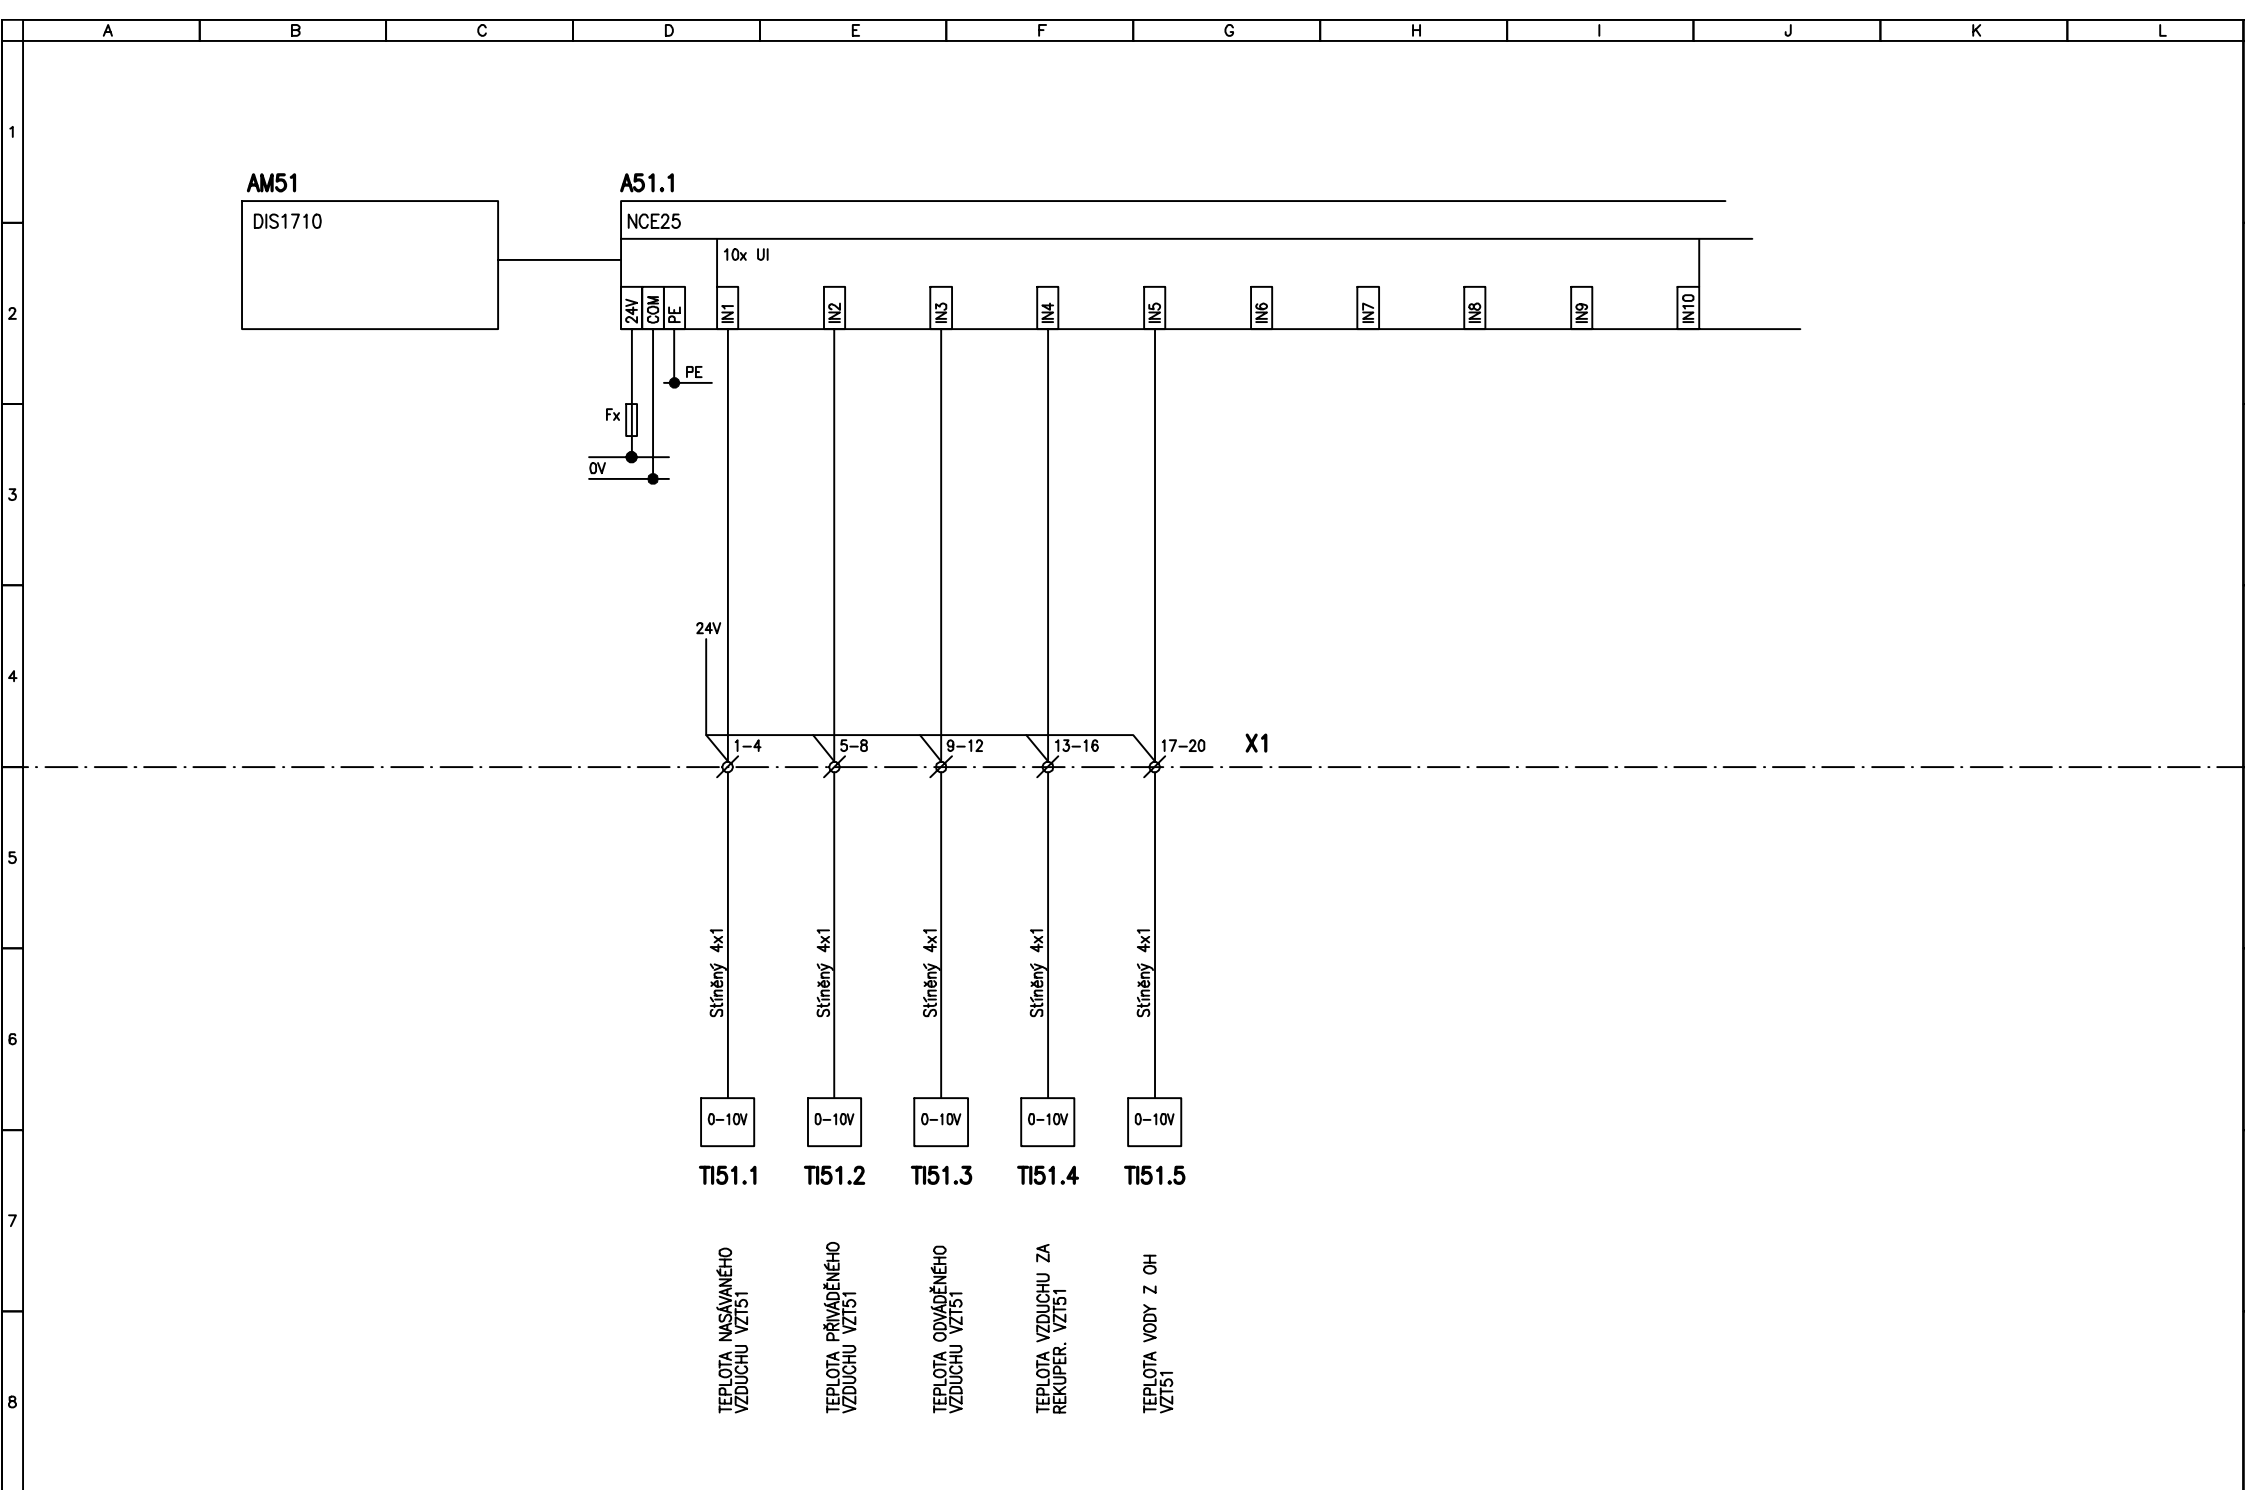 A B C D E F G H I J K L
1
AM51 A51.1
DIS1710 NCE25
10x UI
2
24V COM PE IN1 IN2 IN3 IN4 IN5 IN6 IN7 IN8 IN9 IN10
PE
Fx
0V
3
24V
4
1-4 5-8 9-12 13-16 17-20 X1
5
Stíněný 4x1 Stíněný 4x1 Stíněný 4x1 Stíněný 4x1 Stíněný 4x1
6
0-10V 0-10V 0-10V 0-10V 0-10V
TI51.1 TI51.2 TI51.3 TI51.4 TI51.5
7
TEPLOTA NASÁVANÉHO
VZDUCHU VZT51
TEPLOTA PŘIVÁDĚNÉHO
VZDUCHU VZT51
TEPLOTA ODVÁDĚNÉHO
VZDUCHU VZT51
TEPLOTA VZDUCHU ZA
REKUPER. VZT51
TEPLOTA VODY Z OH
VZT51
8